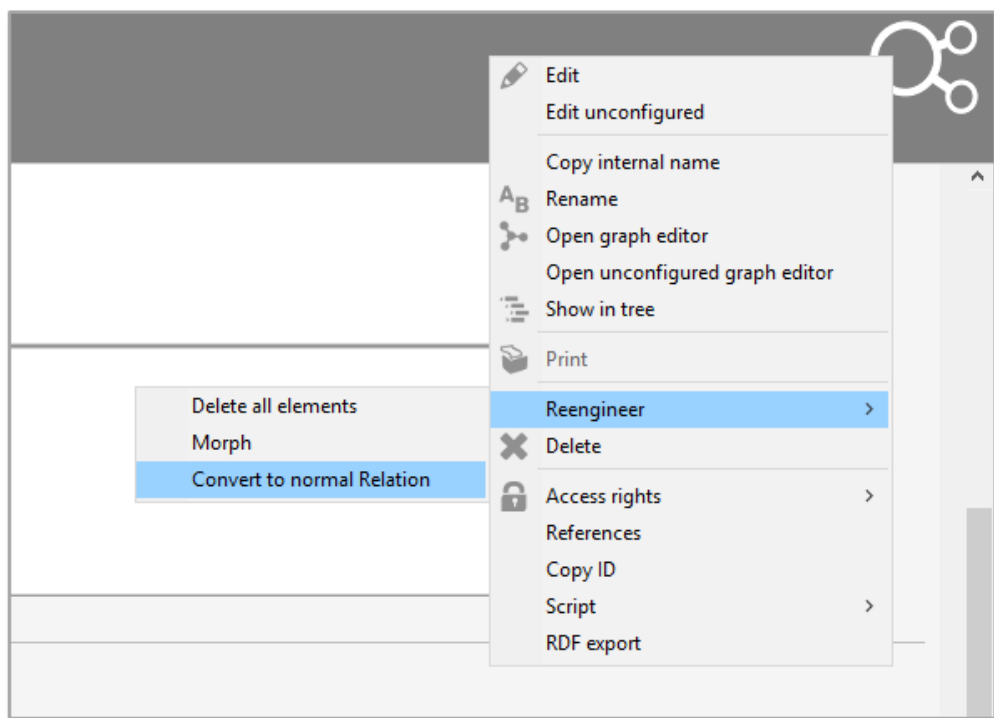 Edit
Edit unconfigured
Copy internal name
Rename
Open graph editor
Open unconfigured graph editor
Show in tree
Print
Reengineer
Delete
Access rights
References
Copy ID
Script
RDF export
Delete all elements
Morph
Convert to normal Relation